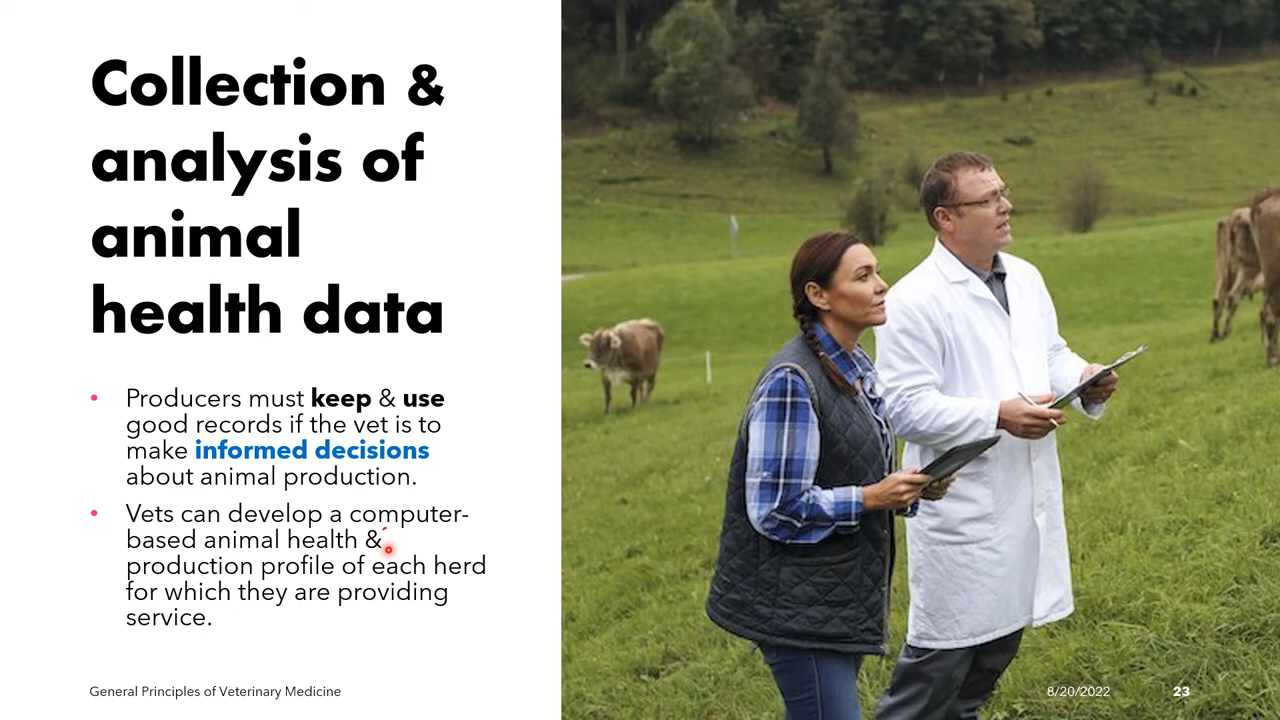 Collection &
analysis of
animal
health data
• Producers must keep & use
good records if the vet is to
make informed decisions
about animal production.
• Vets can develop a computer-
based animal health &
production profile of each herd
for which they are providing
service.
General Principles of Veterinary Medicine
8/20/2022
23